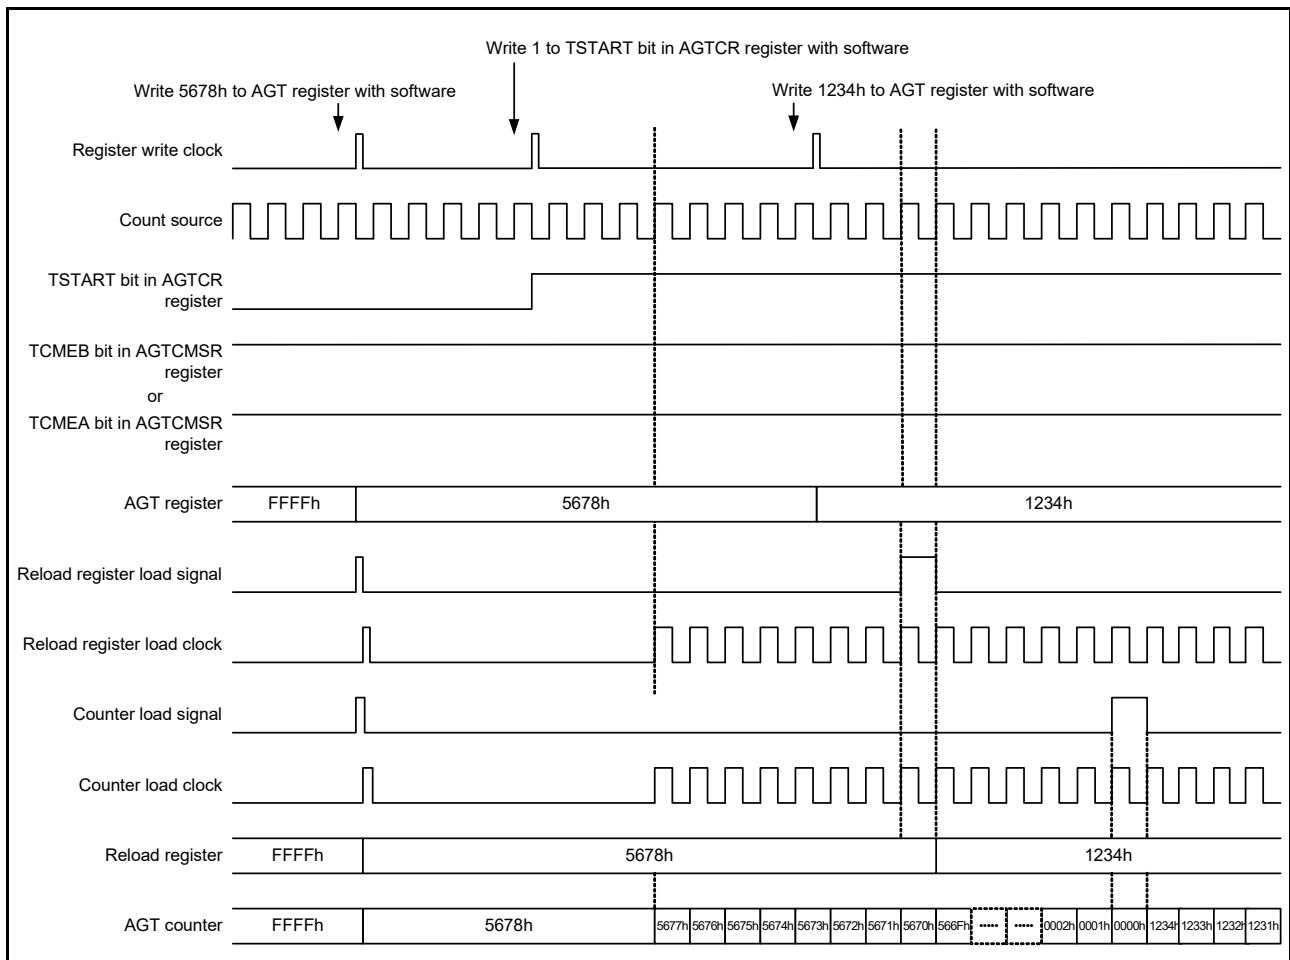 Write 1 to TSTART bit in AGTCR register with software
Write 5678h to AGT register with software
Write 1234h to AGT register with software
Register write clock
Count source
TSTART bit in AGTCR
register
TCMEB bit in AGTCMSR
register
or
TCMEA bit in AGTCMSR
register
AGT register
FFFFh
5678h
1234h
Reload register load signal
Reload register load clock
Counter load signal
Counter load clock
Reload register
FFFFh
5678h
1234h
AGT counter
FFFFh
5678h
5677h
5676h
5675h
5674h
5673h
5672h
5671h
5670h
566Fh
•••••
•••••
0002h
0001h
0000h
1234h
1233h
1232h
1231h